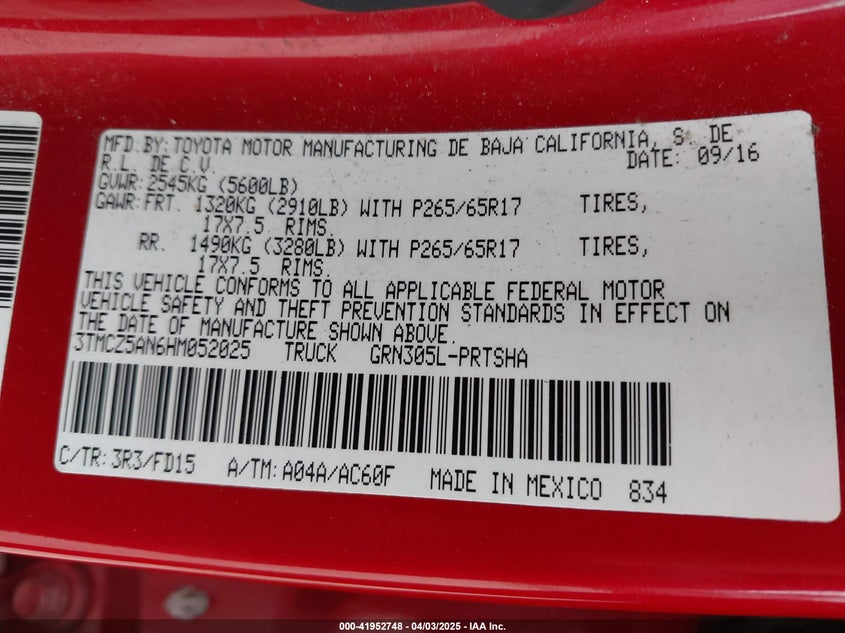 MFD.BY:TOYOTA MOTOR MANUFACTURING DE BAJA CALIFORNIA, S. DE
R.L. DE C.V. DATE: 09/16
GVWR:2545KG (5600LB)
GAWR:FRT. 1320KG (2910LB) WITH P265/65R17 TIRES,
17X7.5 RIMS.
RR. 1490KG (3280LB) WITH P265/65R17 TIRES,
17X7.5 RIMS.
THIS VEHICLE CONFORMS TO ALL APPLICABLE FEDERAL MOTOR
VEHICLE SAFETY AND THEFT PREVENTION STANDARDS IN EFFECT ON
THE DATE OF MANUFACTURE SHOWN ABOVE.
3TMCZ5AN6HM052025 TRUCK GRN305L-PRTSHA
C/TR:3R3/FD15 A/TM:A04A/AC60F MADE IN MEXICO 834
000-41952748 - 04/03/2025 - IAA Inc.